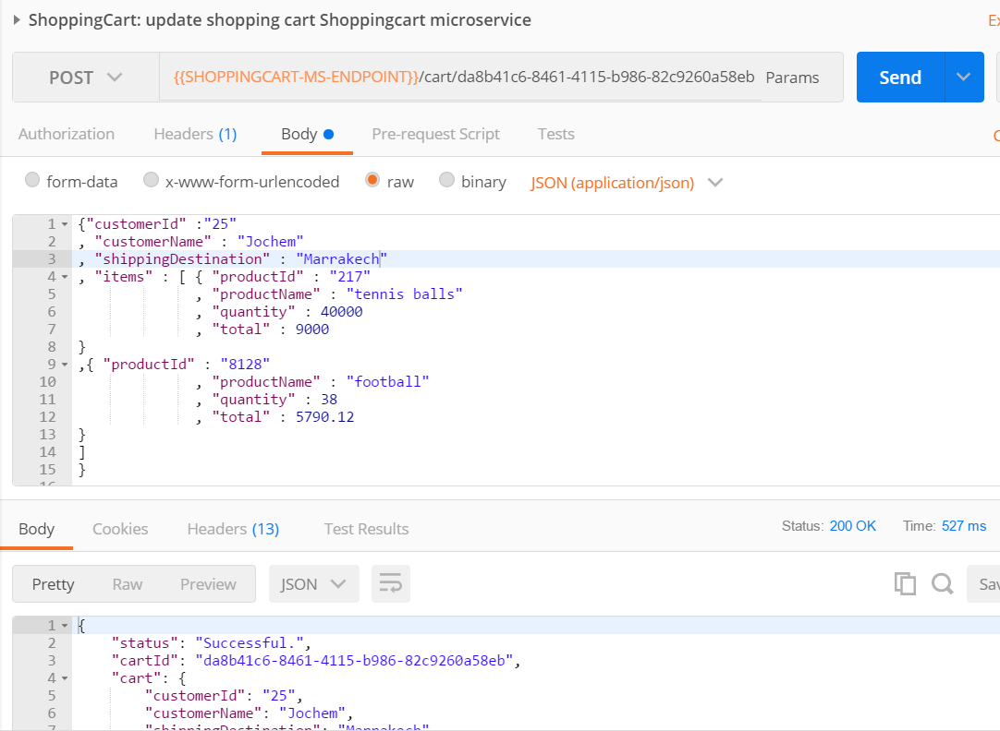 ShoppingCart: update shopping cart Shoppingcart microservice
POST {{SHOPPINGCART-MS-ENDPOINT}}/cart/da8b41c6-8461-4115-b986-82c9260a58eb Params Send
Authorization Headers (1) Body Pre-request Script Tests
form-data x-www-form-urlencoded raw binary JSON (application/json)
1 {"customerId" :"25"
2 , "customerName" : "Jochem"
3 , "shippingDestination" : "Marrakech"
4 , "items" : [ { "productId" : "217"
5 , "productName" : "tennis balls"
6 , "quantity" : 40000
7 , "total" : 9000
8 }
9 ,{ "productId" : "8128"
10 , "productName" : "football"
11 , "quantity" : 38
12 , "total" : 5790.12
13 }
14 ]
15 }
Body Cookies Headers (13) Test Results Status: 200 OK Time: 527 ms
Pretty Raw Preview JSON
1 {
2 "status": "Successful.",
3 "cartId": "da8b41c6-8461-4115-b986-82c9260a58eb",
4 "cart": {
5 "customerId": "25",
6 "customerName": "Jochem",
7 "shippingDestination": "Marrakech",